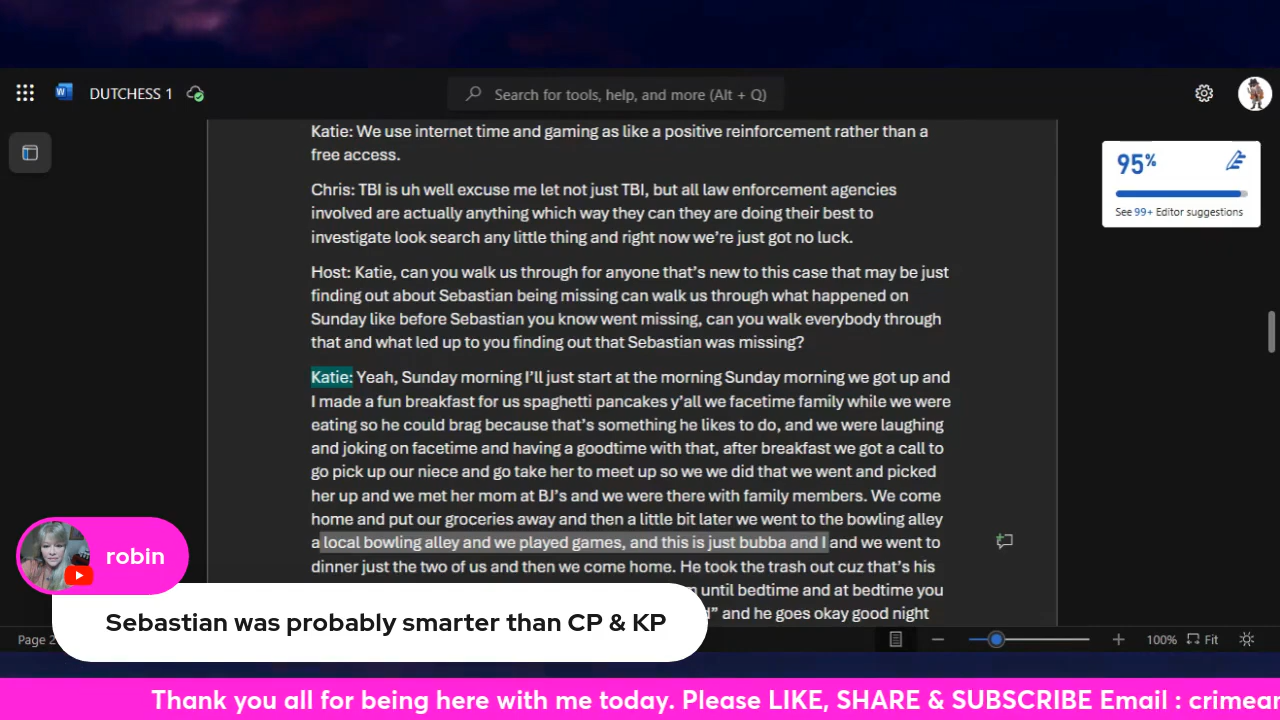 DUTCHESS 1
Search for tools, help, and more (Alt + Q)
Katie: We use internet time and gaming as like a positive reinforcement rather than a
free access.
Chris: TBI is uh well excuse me let not just TBI, but all law enforcement agencies
involved are actually anything which way they can they are doing their best to
investigate look search any little thing and right now we’re just got no luck.
Host: Katie, can you walk us through for anyone that’s new to this case that may be just
finding out about Sebastian being missing can walk us through what happened on
Sunday like before Sebastian you know went missing, can you walk everybody through
that and what led up to you finding out that Sebastian was missing?
Katie: Yeah, Sunday morning I’ll just start at the morning Sunday morning we got up and
I made a fun breakfast for us spaghetti pancakes y’all we facetime family while we were
eating so he could brag because that’s something he likes to do, and we were laughing
and joking on facetime and having a goodtime with that, after breakfast we got a call to
go pick up our niece and go take her to meet up so we we did that we went and picked
her up and we met her mom at BJ’s and we were there with family members. We come
home and put our groceries away and then a little bit later we went to the bowling alley
a local bowling alley and we played games, and this is just bubba and I and we went to
dinner just the two of us and then we come home. He took the trash out cuz that’s his
until bedtime and at bedtime you
and he goes okay good night
95%
See 99+ Editor suggestions
robin
Sebastian was probably smarter than CP & KP
Page 2
100%
Fit
Thank you all for being here with me today. Please LIKE, SHARE & SUBSCRIBE Email : crimear